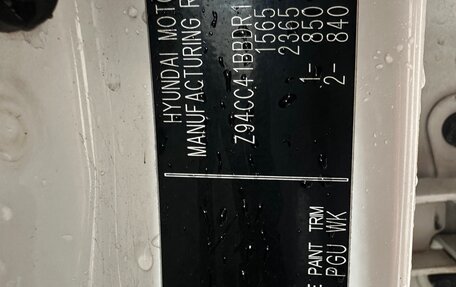 HYUNDAI MOTO
MANUFACTURING R
Z94CC41BBDR1
1565
2365
1- 850
2- 840
E PAINT TRIM
PGU WK